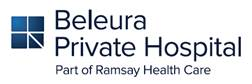 Beleura
Private Hospital
Part of Ramsay Health Care